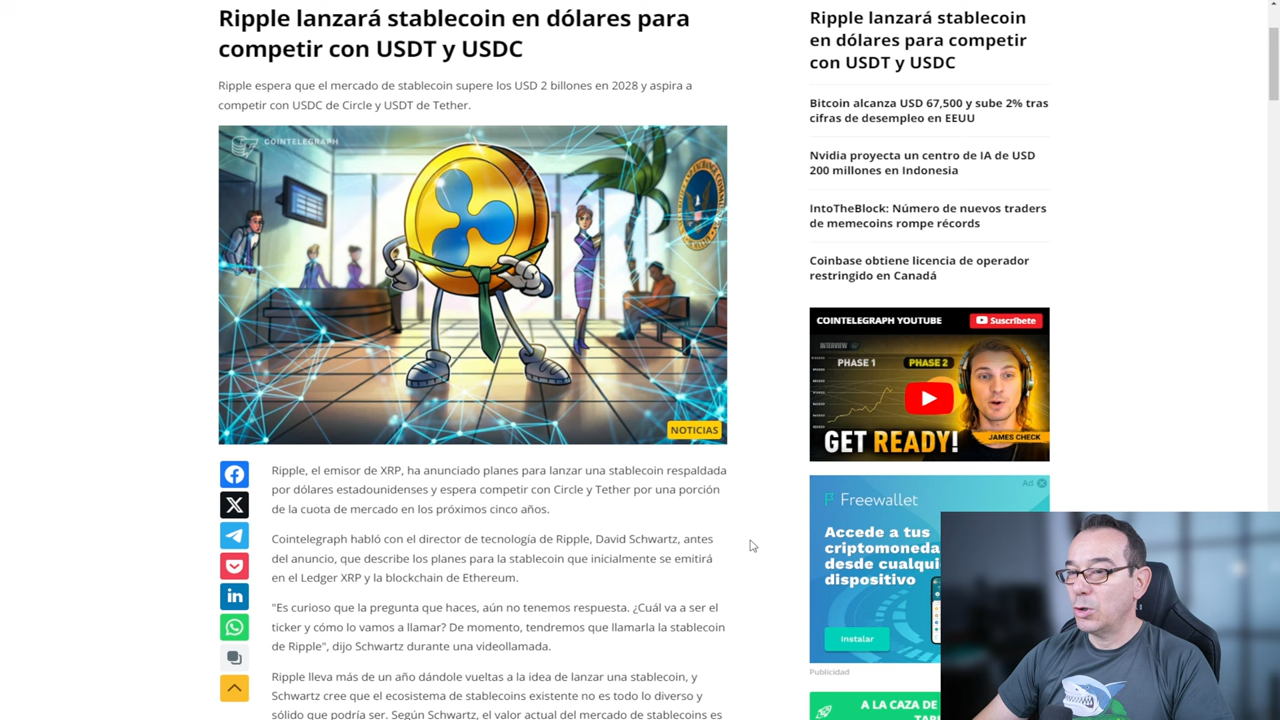 Ripple lanzará stablecoin en dólares para
competir con USDT y USDC
Ripple espera que el mercado de stablecoin supere los USD 2 billones en 2028 y aspira a
competir con USDC de Circle y USDT de Tether.
COINTELEGRAPH
NOTICIAS
Ripple, el emisor de XRP, ha anunciado planes para lanzar una stablecoin respaldada
por dólares estadounidenses y espera competir con Circle y Tether por una porción
de la cuota de mercado en los próximos cinco años.
Cointelegraph habló con el director de tecnología de Ripple, David Schwartz, antes
del anuncio, que describe los planes para la stablecoin que inicialmente se emitirá
en el Ledger XRP y la blockchain de Ethereum.
"Es curioso que la pregunta que haces, aún no tenemos respuesta. ¿Cuál va a ser el
ticker y cómo lo vamos a llamar? De momento, tendremos que llamarla la stablecoin
de Ripple", dijo Schwartz durante una videollamada.
Ripple lleva más de un año dándole vueltas a la idea de lanzar una stablecoin, y
Schwartz cree que el ecosistema de stablecoins existente no es todo lo diverso y
sólido que podría ser. Según Schwartz, el valor actual del mercado de stablecoins es
Ripple lanzará stablecoin
en dólares para competir
con USDT y USDC
Bitcoin alcanza USD 67,500 y sube 2% tras
cifras de desempleo en EEUU
Nvidia proyecta un centro de IA de USD
200 millones en Indonesia
IntoTheBlock: Número de nuevos traders
de memecoins rompe récords
Coinbase obtiene licencia de operador
restringido en Canadá
COINTELEGRAPH YOUTUBE
Suscríbete
INTERVIEW
PHASE 1
PHASE 2
GET READY!
JAMES CHECK
Ad
Freewallet
Accede a tus
criptomoneda
desde cualqui
dispositivo
Instalar
Publicidad
A LA CAZA DE